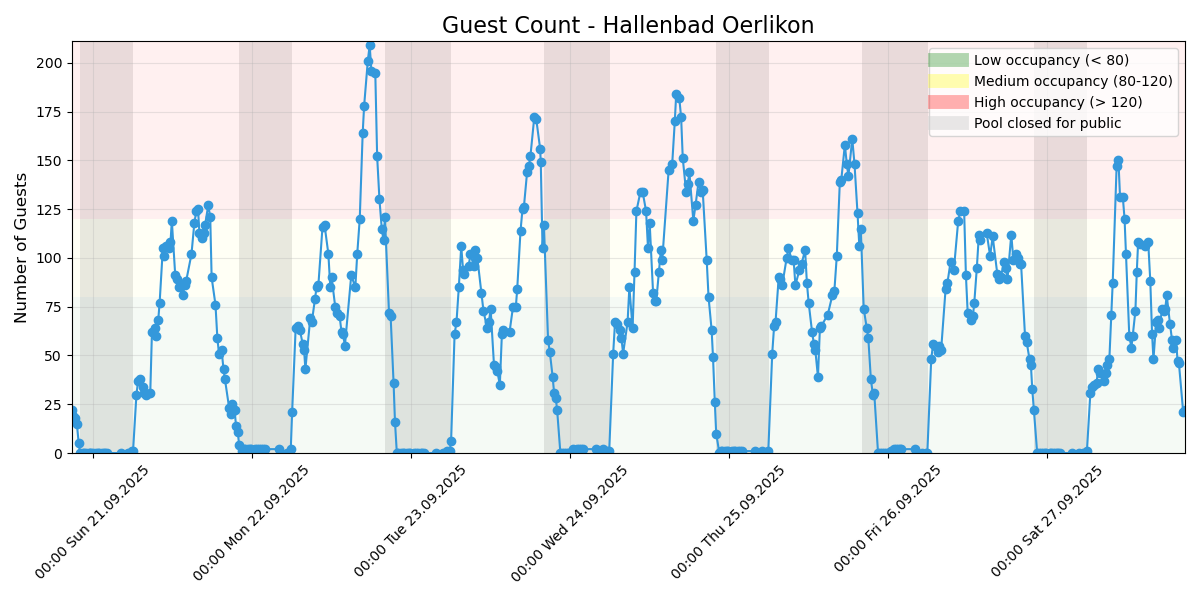 Guest Count - Hallenbad Oerlikon
Number of Guests
200
175
150
125
100
75
50
25
0
Low occupancy (< 80)
Medium occupancy (80-120)
High occupancy (> 120)
Pool closed for public
00:00 Sun 21.09.2025
00:00 Mon 22.09.2025
00:00 Tue 23.09.2025
00:00 Wed 24.09.2025
00:00 Thu 25.09.2025
00:00 Fri 26.09.2025
00:00 Sat 27.09.2025